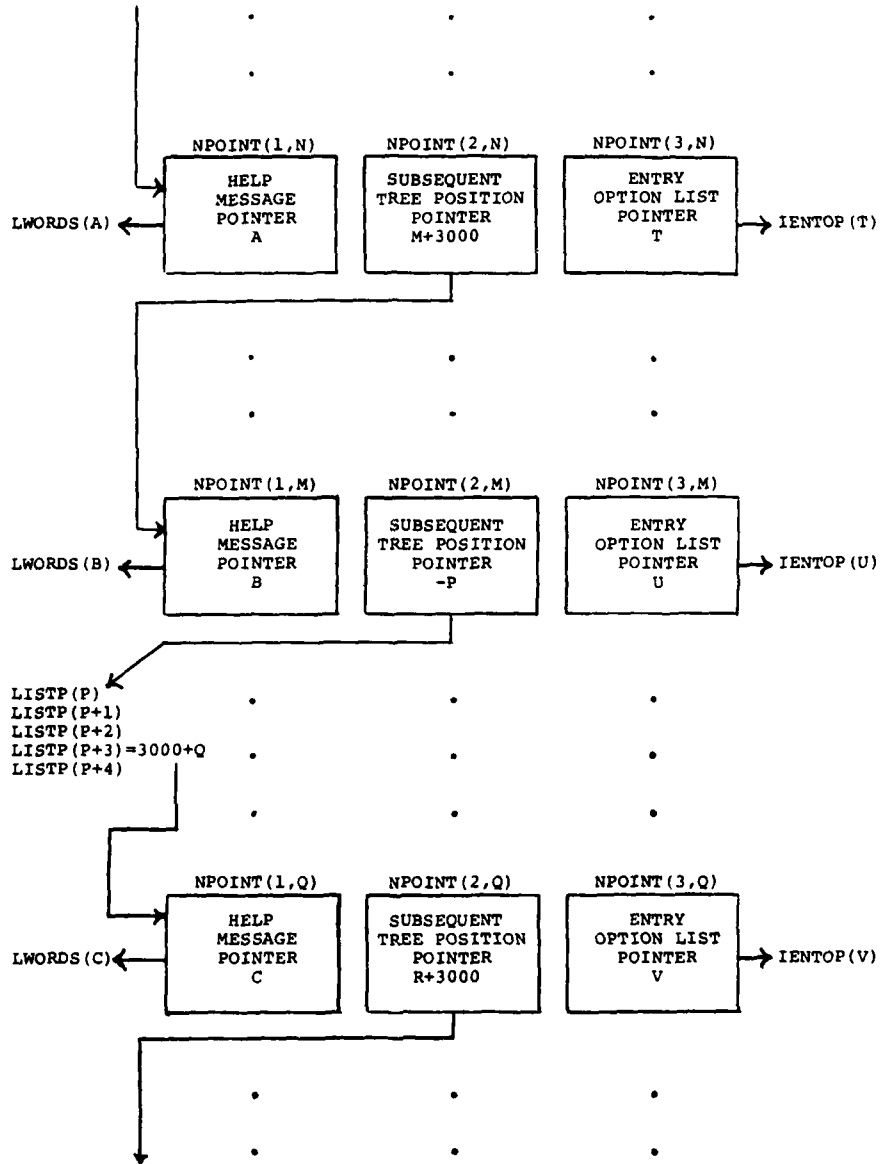 NPOINT(1,N) NPOINT(2,N) NPOINT(3,N)
HELP
MESSAGE
POINTER
A
SUBSEQUENT
TREE POSITION
POINTER
M+3000
ENTRY
OPTION LIST
POINTER
T
LWORDS(A)
IENTOP(T)
NPOINT(1,M) NPOINT(2,M) NPOINT(3,M)
HELP
MESSAGE
POINTER
B
SUBSEQUENT
TREE POSITION
POINTER
-P
ENTRY
OPTION LIST
POINTER
U
LWORDS(B)
IENTOP(U)
LISTP(P)
LISTP(P+1)
LISTP(P+2)
LISTP(P+3)=3000+Q
LISTP(P+4)
NPOINT(1,Q) NPOINT(2,Q) NPOINT(3,Q)
HELP
MESSAGE
POINTER
C
SUBSEQUENT
TREE POSITION
POINTER
R+3000
ENTRY
OPTION LIST
POINTER
V
LWORDS(C)
IENTOP(V)